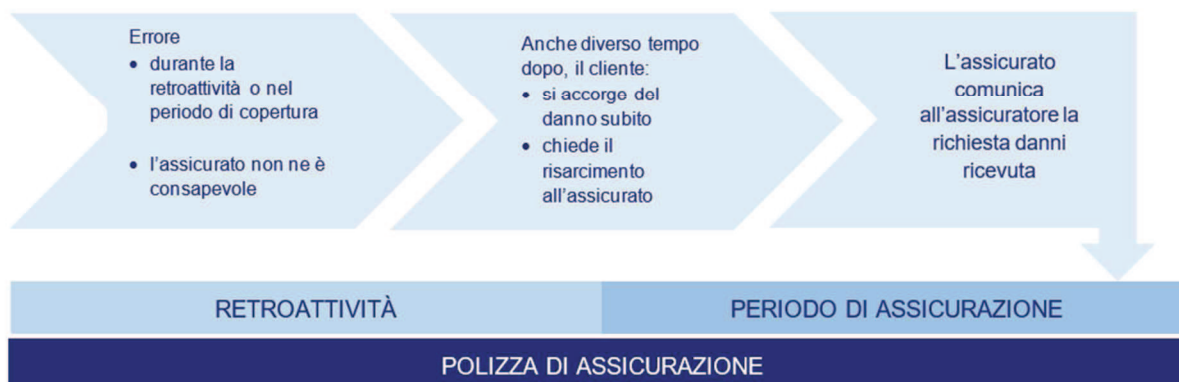 Errore
• durante la
retroattività o nel
periodo di copertura
• l'assicurato non ne è
consapevole
Anche diverso tempo
dopo, il cliente:
• si accorge del
danno subito
• chiede il
risarcimento
all'assicurato
L'assicurato
comunica
all'assicuratore la
richiesta danni
ricevuta
RETROATTIVITÀ
PERIODO DI ASSICURAZIONE
POLIZZA DI ASSICURAZIONE